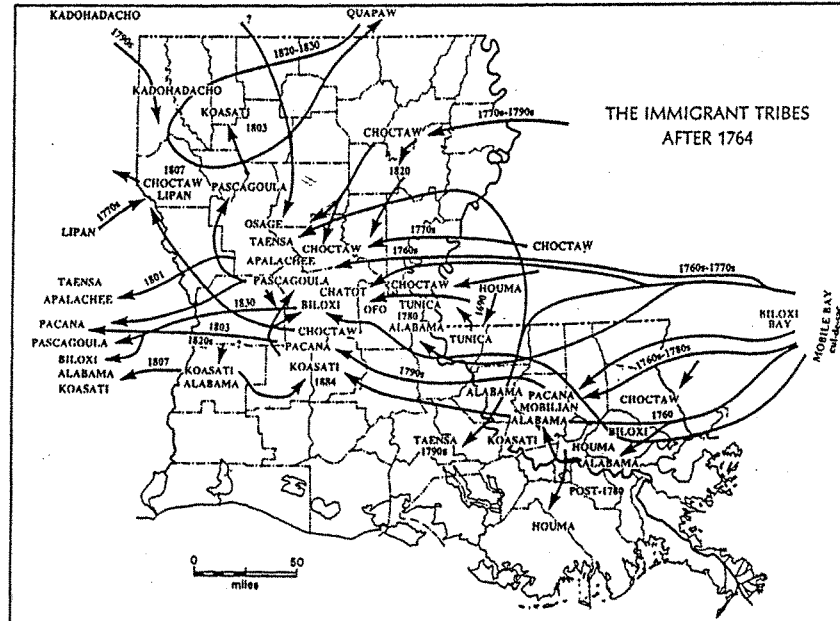 KADOHADACHO
?
QUAPAW
1790s
1820-1830
KADOHADACHO
KOASATI
1803
1770s-1790s
CHOCTAW
THE IMMIGRANT TRIBES
AFTER 1764
1820
1807
CHOCTAW
LIPAN
PASCAGOULA
1770s
LIPAN
OSAGE
TAENSA
APALACHEE
CHOCTAW
1770s
1760s
CHOCTAW
TAENSA
APALACHEE
1801
PASCAGOULA
CHATOT
CHOCTAW
HOUMA
1760s-1770s
1830
BILOXI
OFO
TUNICA
1780
ALABAMA
1690
TUNICA
BILOXI
BAY
MOBILE BAY
PACANA
PASCAGOULA
BILOXI
ALABAMA
KOASATI
1803
1820s
CHOCTAW
PACANA
1807
KOASATI
ALABAMA
KOASATI
1884
1790s
1760s-1780s
ALABAMA
PACANA
MOBILIAN
ALABAMA
CHOCTAW
1760
BILOXI
TAENSA
1790s
KOASATI
HOUMA
ALABAMA
POST-1780
HOUMA
0 50
miles